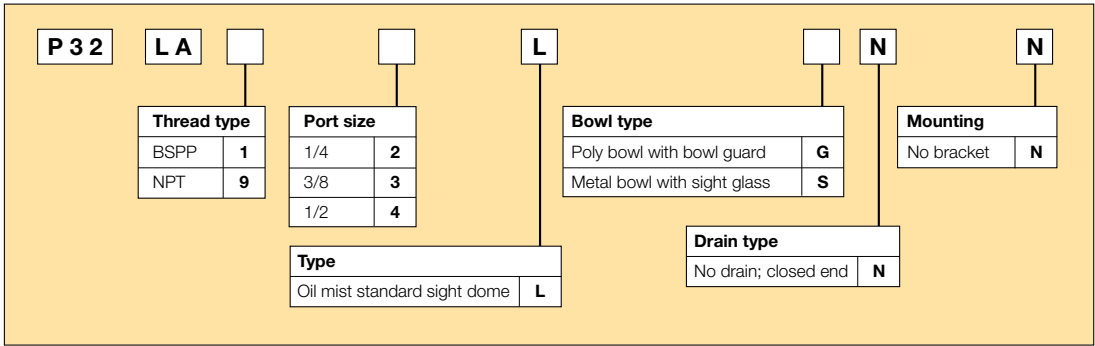 P 3 2 L A L N N
Thread type
BSPP 1
NPT 9
Port size
1/4 2
3/8 3
1/2 4
Type
Oil mist standard sight dome L
Bowl type
Poly bowl with bowl guard G
Metal bowl with sight glass S
Drain type
No drain; closed end N
Mounting
No bracket N